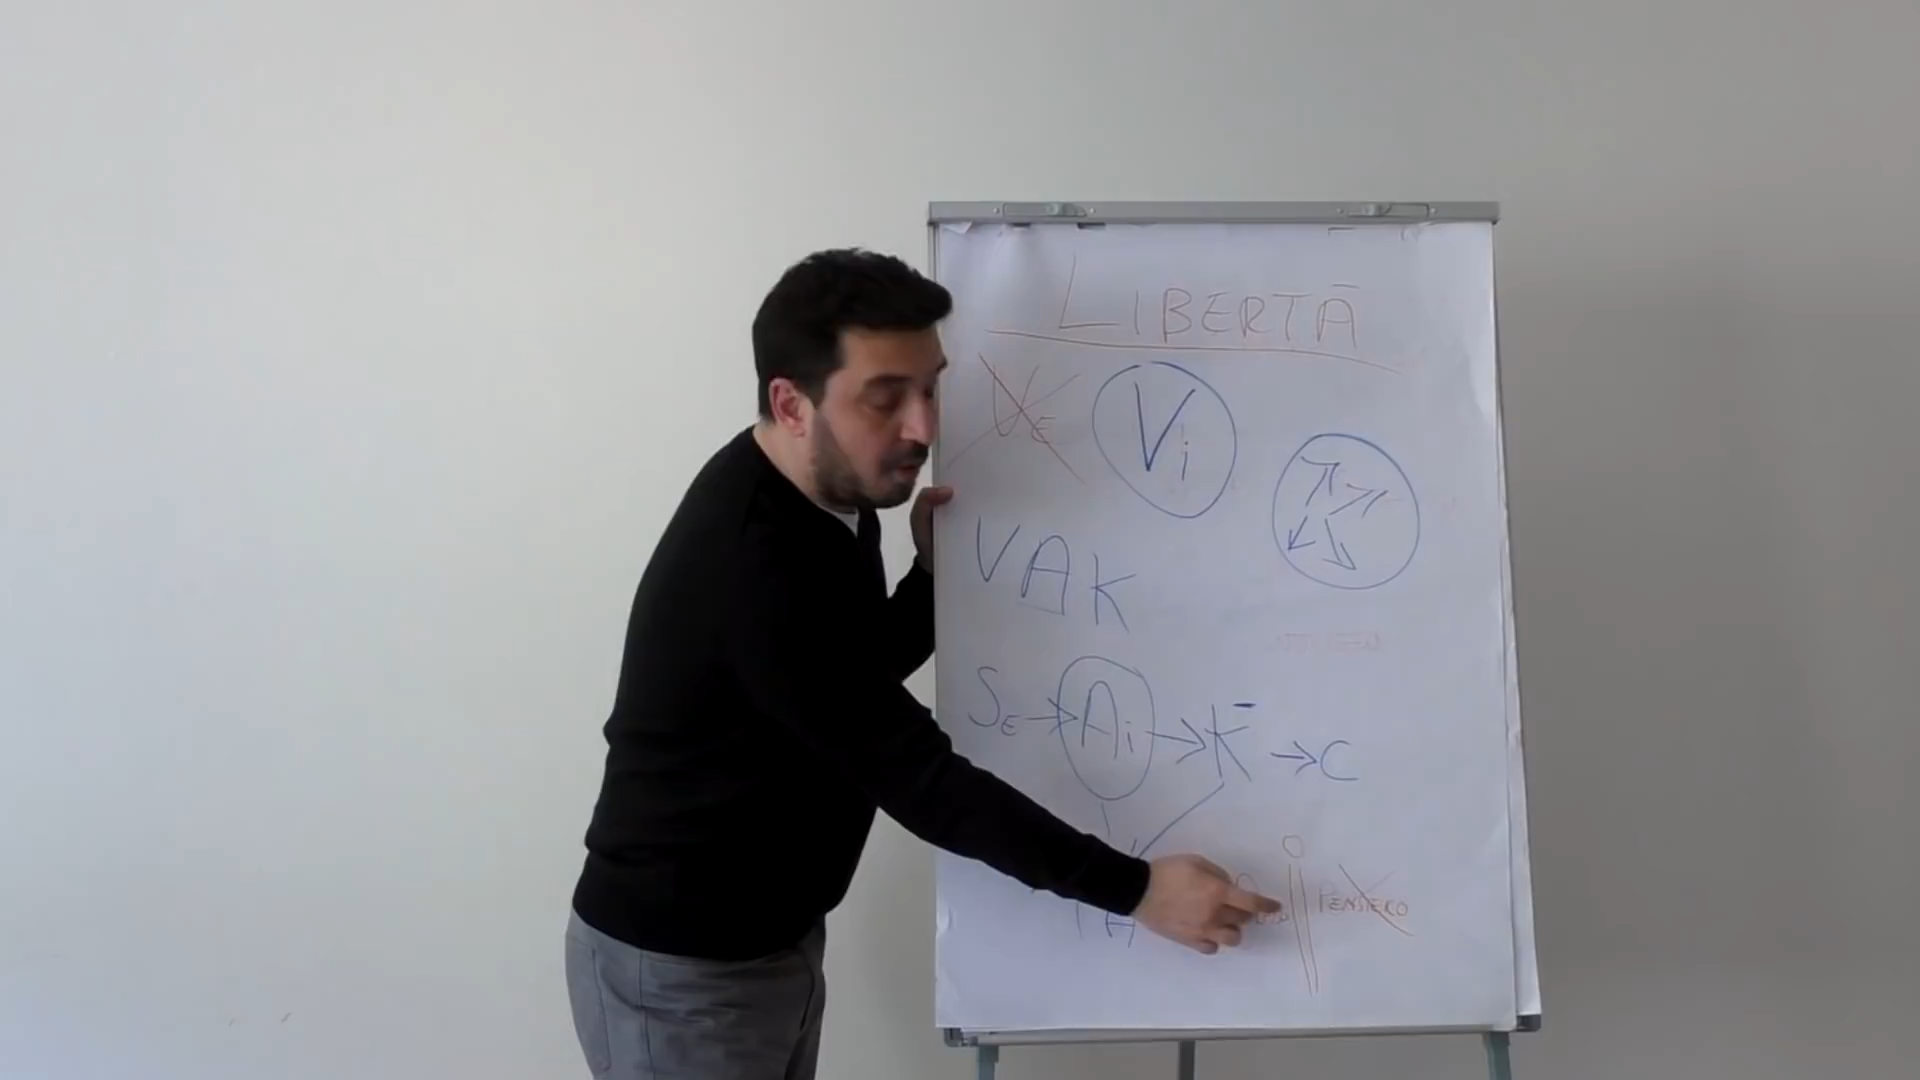 LIBERTÀ
VE Vi
K
VAK
SE → Ai → K⁻ → C
PENSIERO